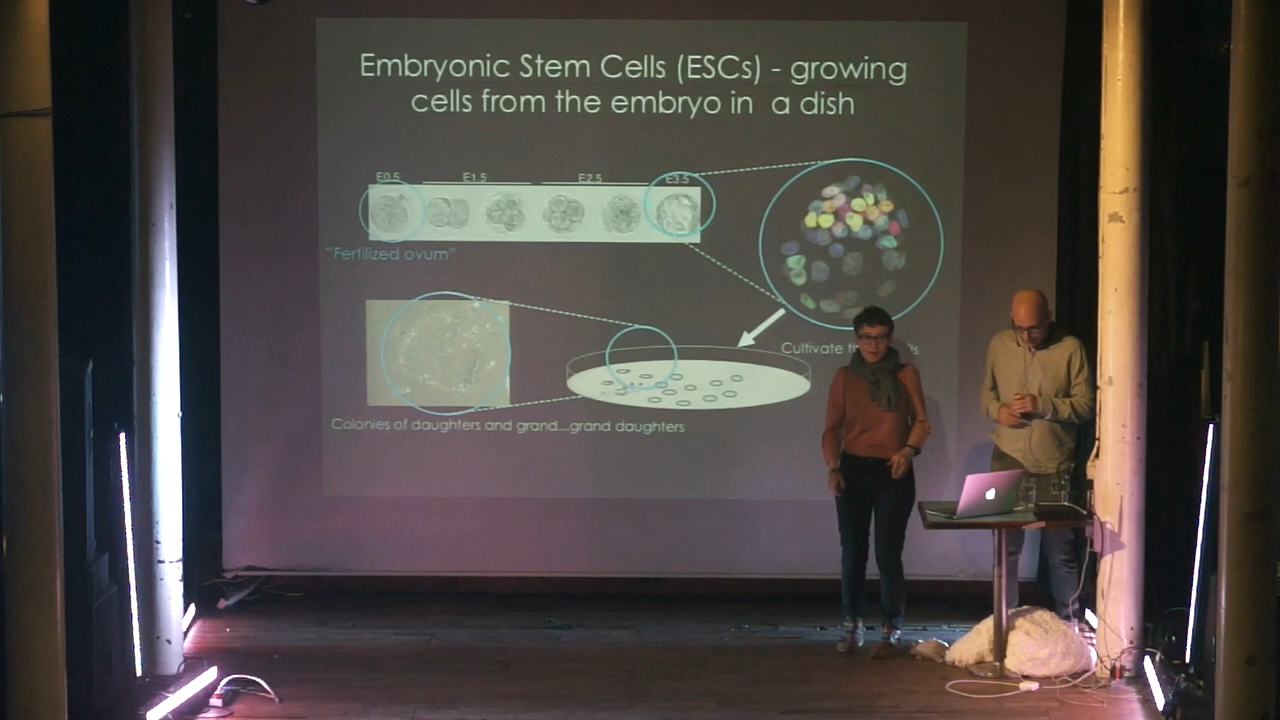 Embryonic Stem Cells (ESCs) - growing
cells from the embryo in a dish
E0.5 E1.5 E2.5 E3.5
"Fertilized ovum"
Cultivate
Colonies of daughters and grand...grand daughters